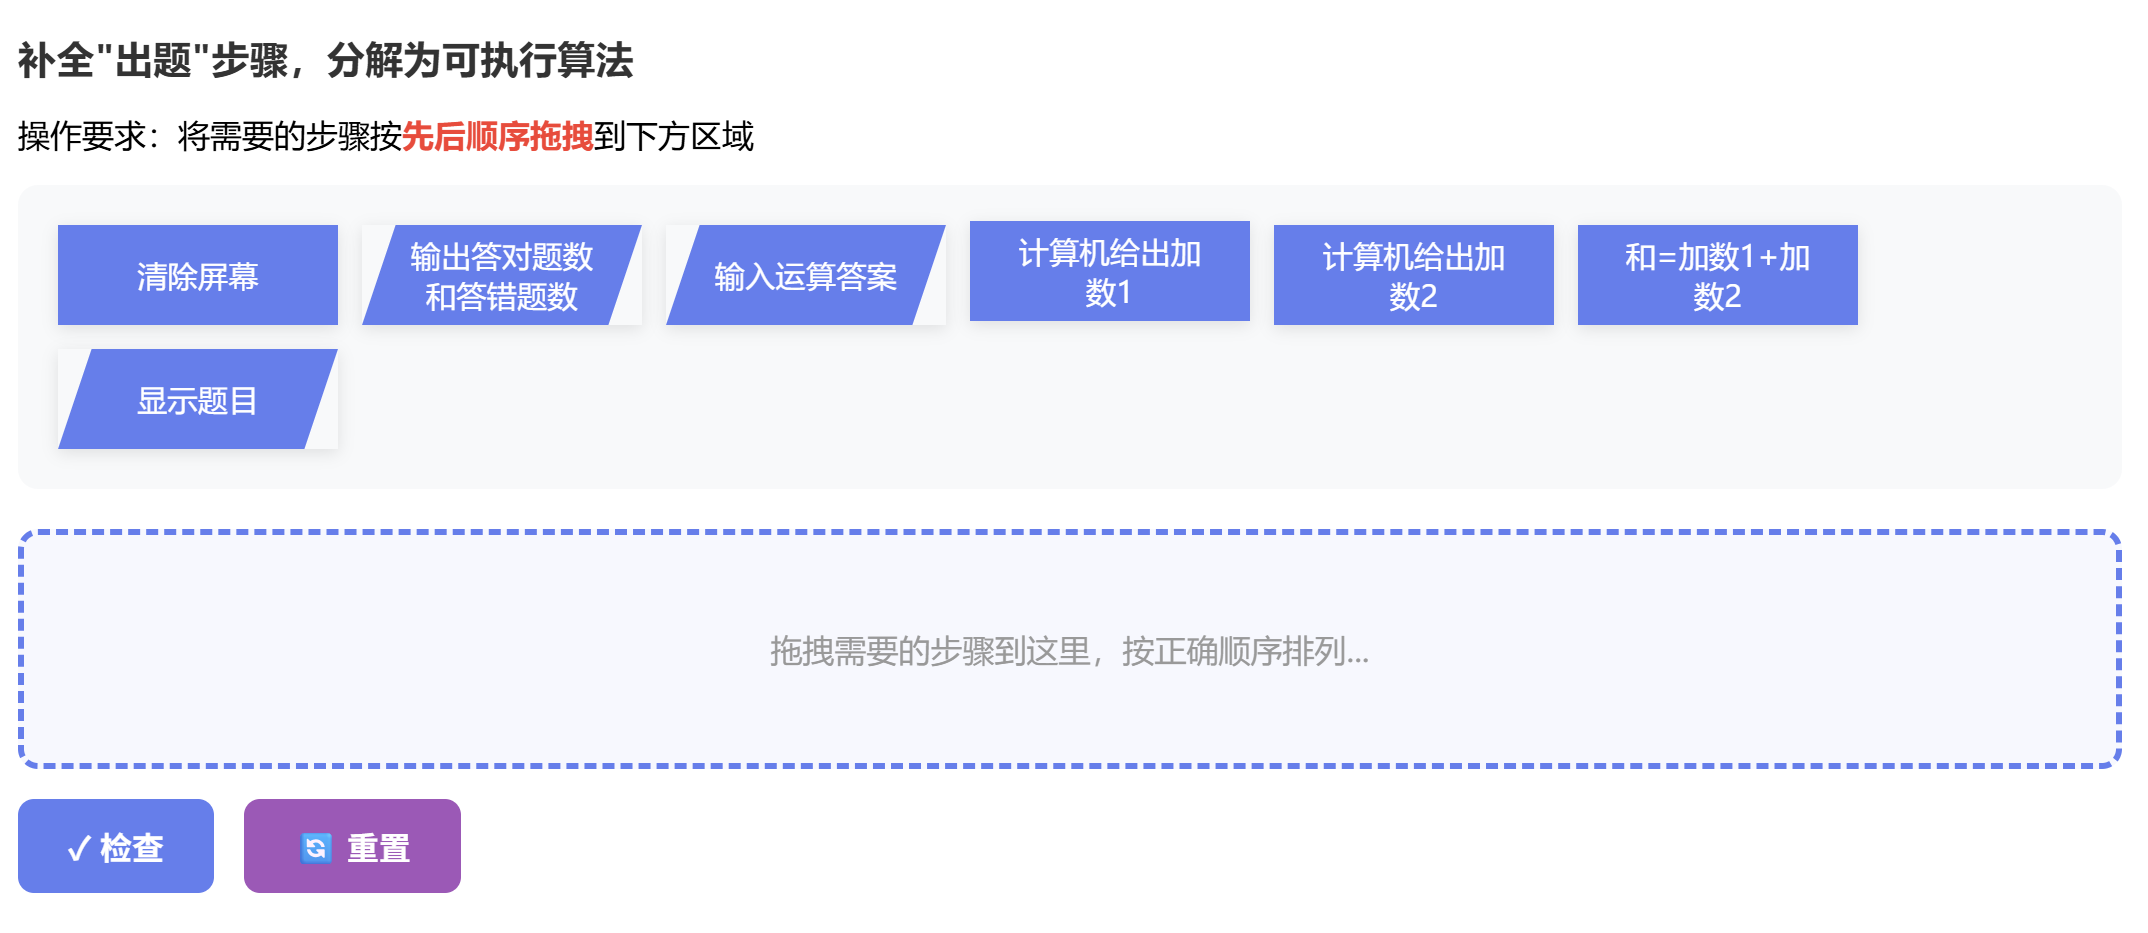 补全"出题"步骤，分解为可执行算法
操作要求：将需要的步骤按先后顺序拖拽到下方区域
清除屏幕
输出答对题数
和答错题数
输入运算答案
计算机给出加
数1
计算机给出加
数2
和=加数1+加
数2
显示题目
拖拽需要的步骤到这里，按正确顺序排列...
✓ 检查
🔄 重置